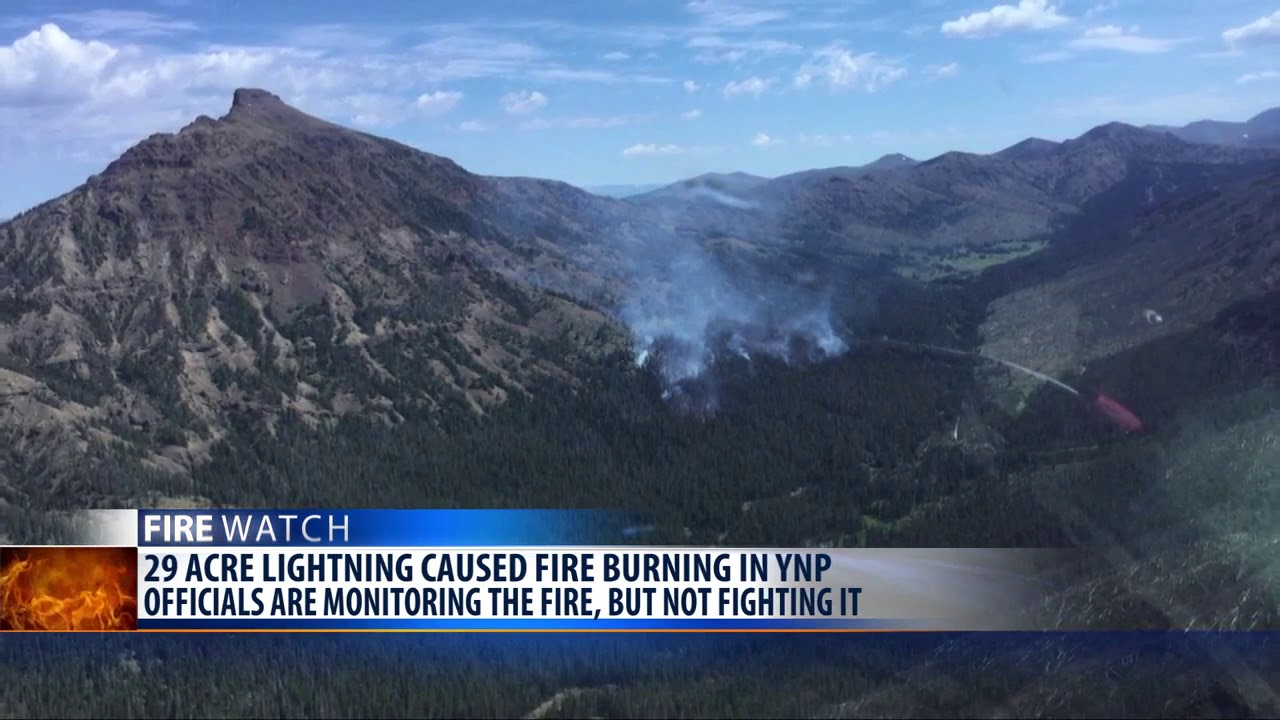 FIRE WATCH
29 ACRE LIGHTNING CAUSED FIRE BURNING IN YNP
OFFICIALS ARE MONITORING THE FIRE, BUT NOT FIGHTING IT